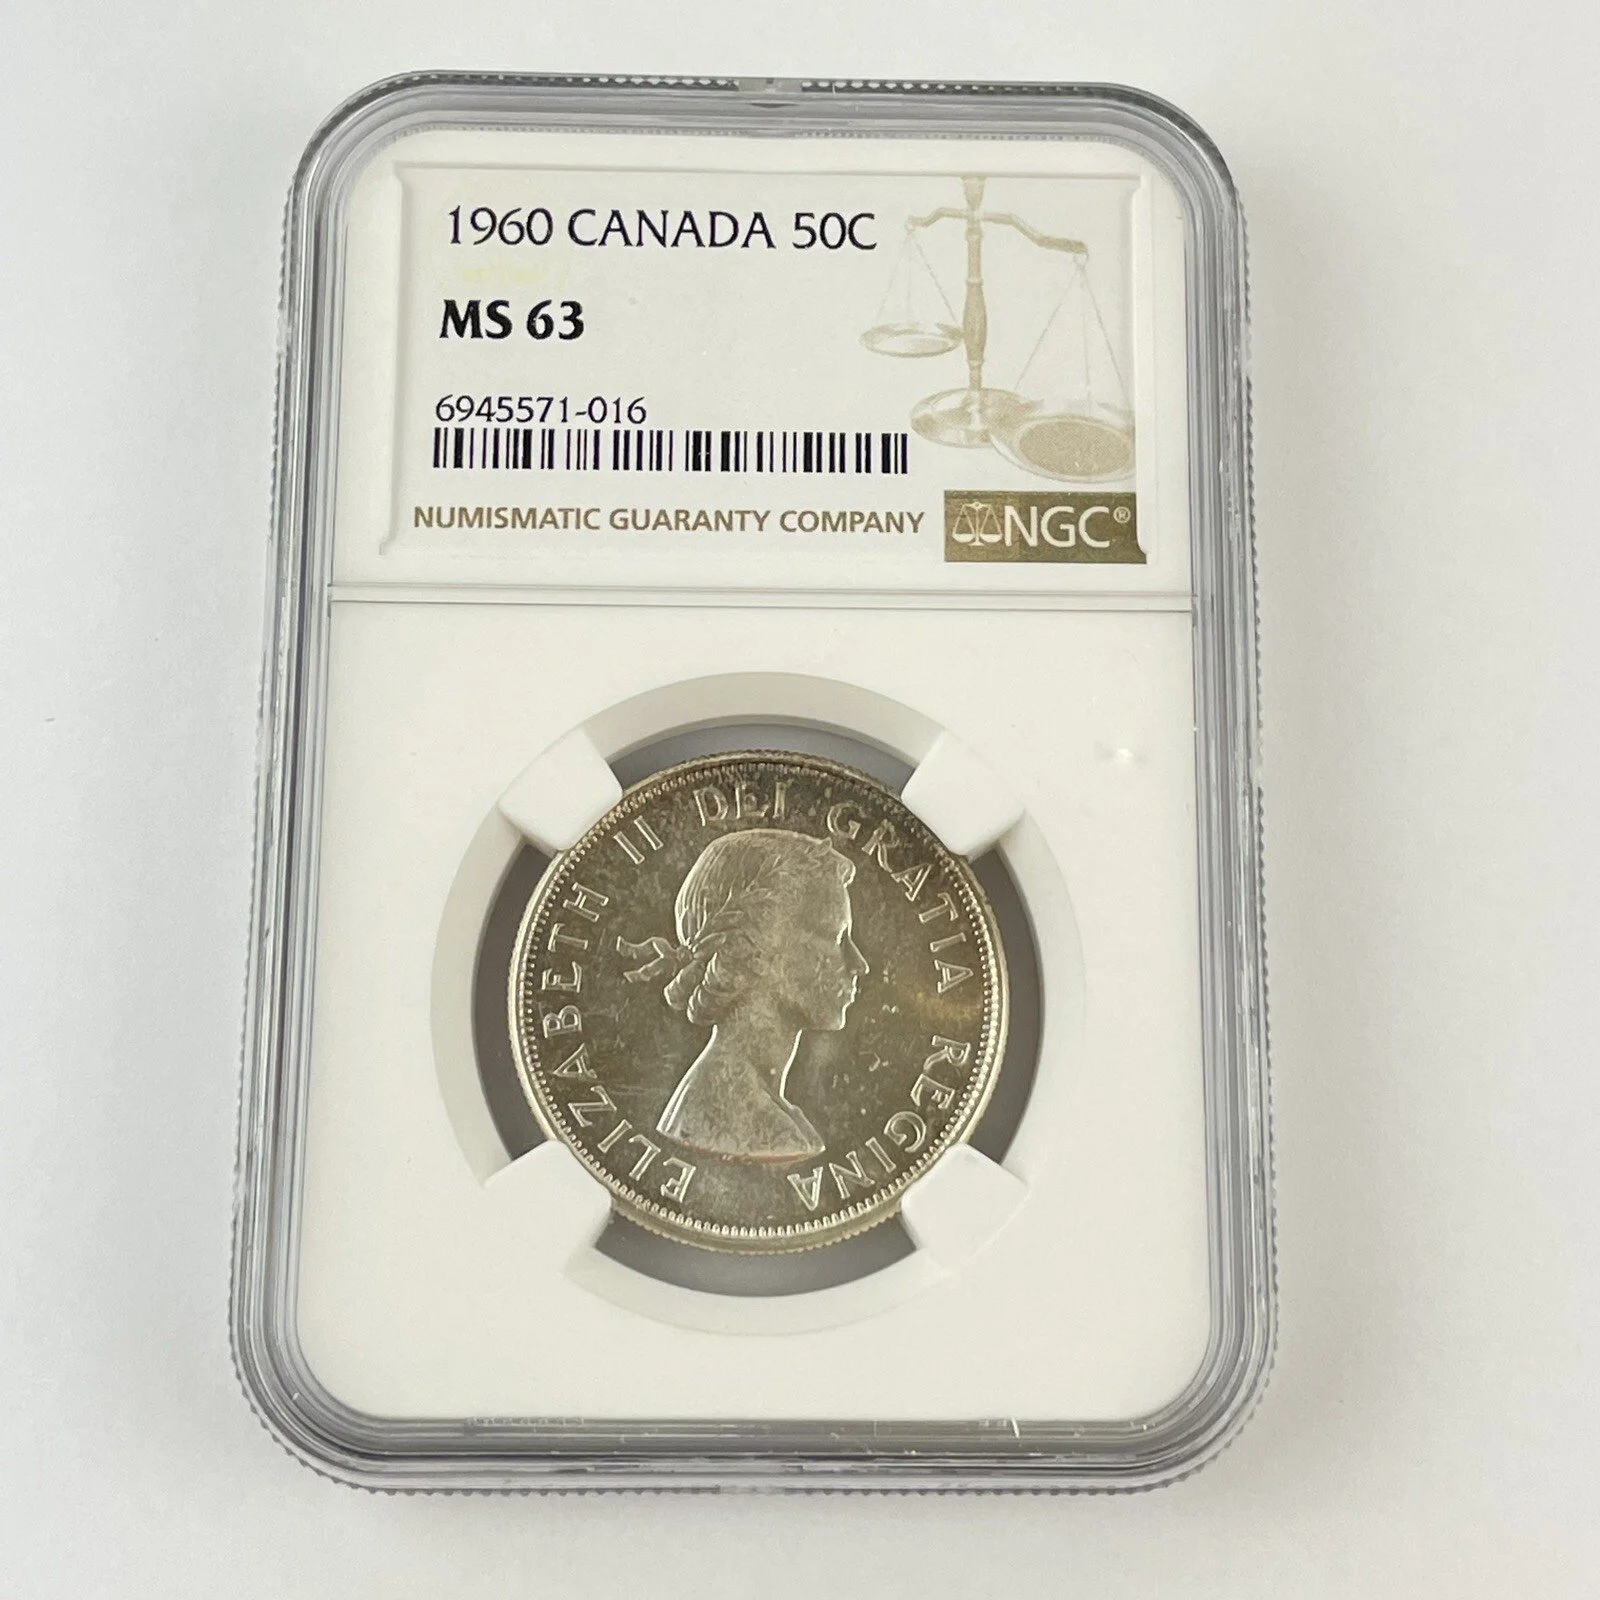 1960 CANADA 50C
MS 63
6945571-016
NUMISMATIC GUARANTY COMPANY
NGC®
ELIZABETH II DEI GRATIA REGINA